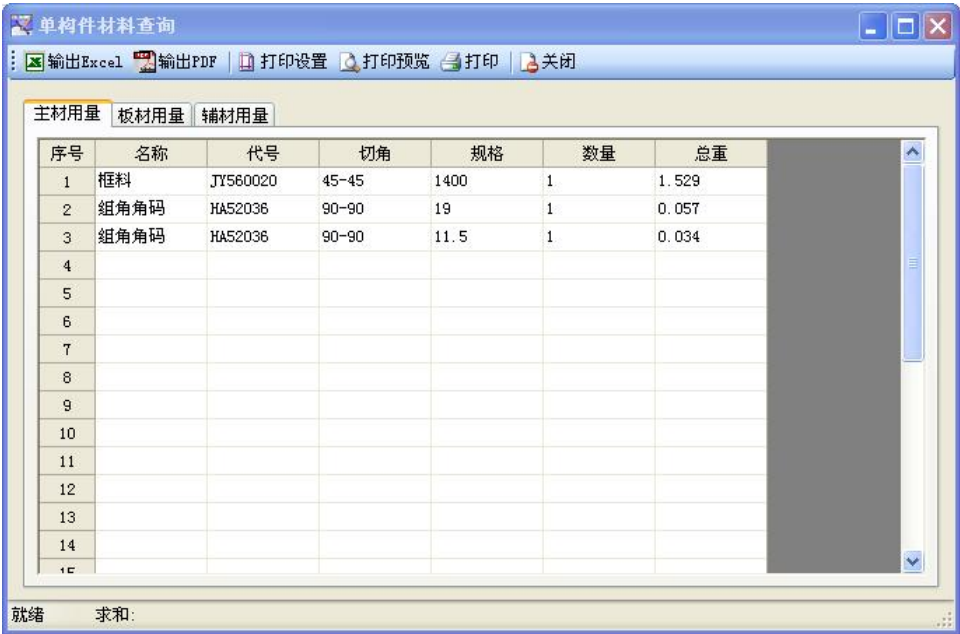 单构件材料查询
输出Excel 输出PDF 打印设置 打印预览 打印 关闭
主材用量 板材用量 辅材用量
序号 名称 代号 切角 规格 数量 总重
1 框料 JY560020 45-45 1400 1 1.529
2 组角角码 HA52036 90-90 19 1 0.057
3 组角角码 HA52036 90-90 11.5 1 0.034
4
5
6
7
8
9
10
11
12
13
14
15
就绪 求和: